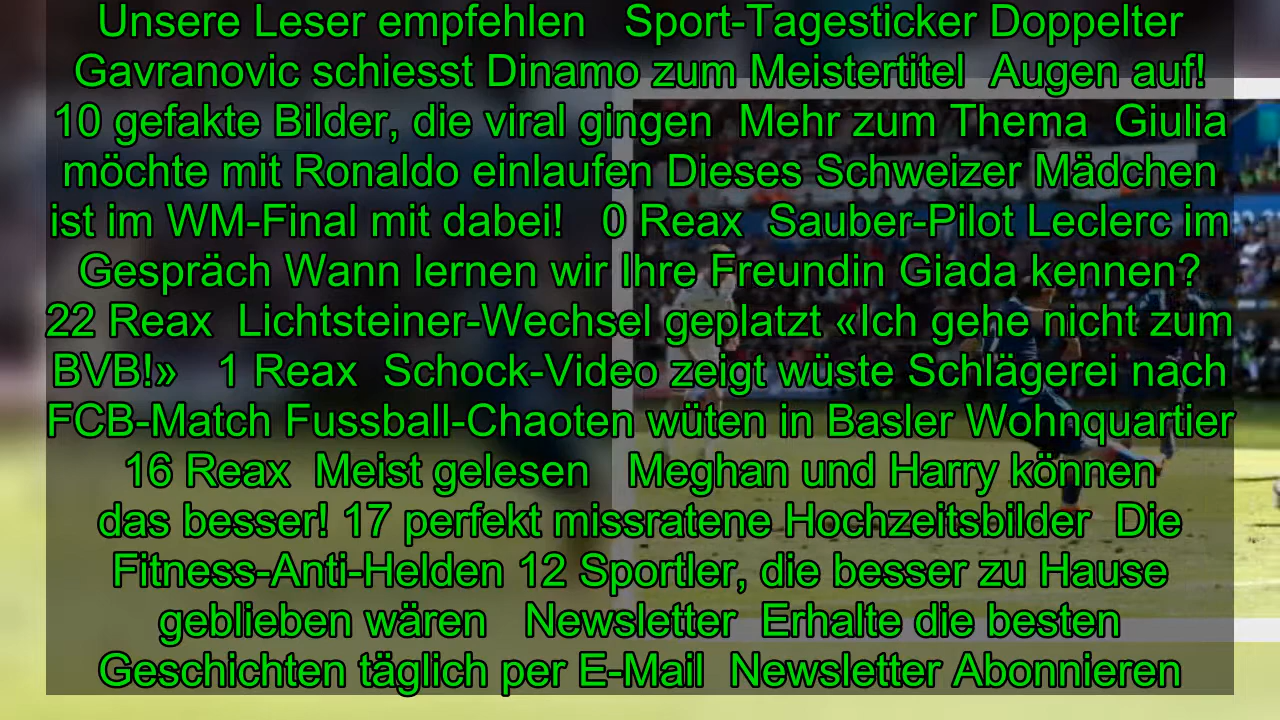 Unsere Leser empfehlen   Sport-Tagesticker Doppelter
Gavranovic schiesst Dinamo zum Meistertitel  Augen auf!
10 gefakte Bilder, die viral gingen  Mehr zum Thema  Giulia
möchte mit Ronaldo einlaufen Dieses Schweizer Mädchen
ist im WM-Final mit dabei!   0 Reax  Sauber-Pilot Leclerc im
Gespräch Wann lernen wir Ihre Freundin Giada kennen?
22 Reax  Lichtsteiner-Wechsel geplatzt «Ich gehe nicht zum
BVB!»   1 Reax  Schock-Video zeigt wüste Schlägerei nach
FCB-Match Fussball-Chaoten wüten in Basler Wohnquartier
16 Reax  Meist gelesen   Meghan und Harry können
das besser! 17 perfekt missratene Hochzeitsbilder  Die
Fitness-Anti-Helden 12 Sportler, die besser zu Hause
geblieben wären   Newsletter  Erhalte die besten
Geschichten täglich per E-Mail  Newsletter Abonnieren